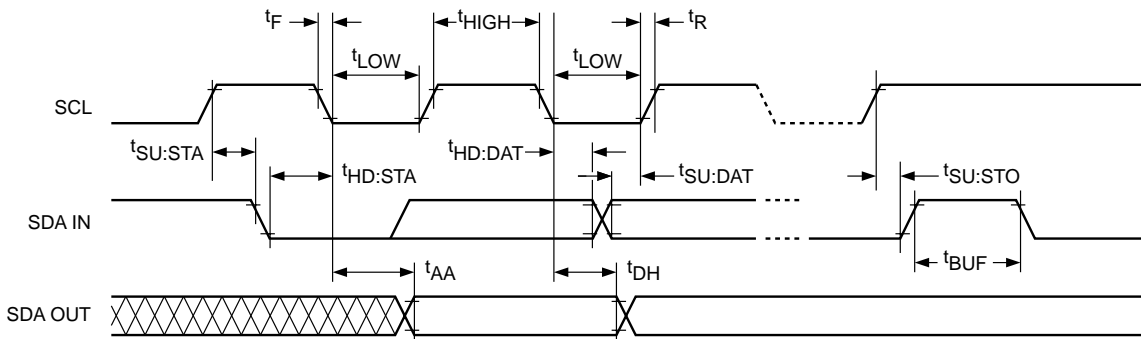 tF
tHIGH
tR
tLOW
tLOW
SCL
tSU:STA
tHD:STA
tHD:DAT
tSU:DAT
tSU:STO
SDA IN
tBUF
tAA
tDH
SDA OUT